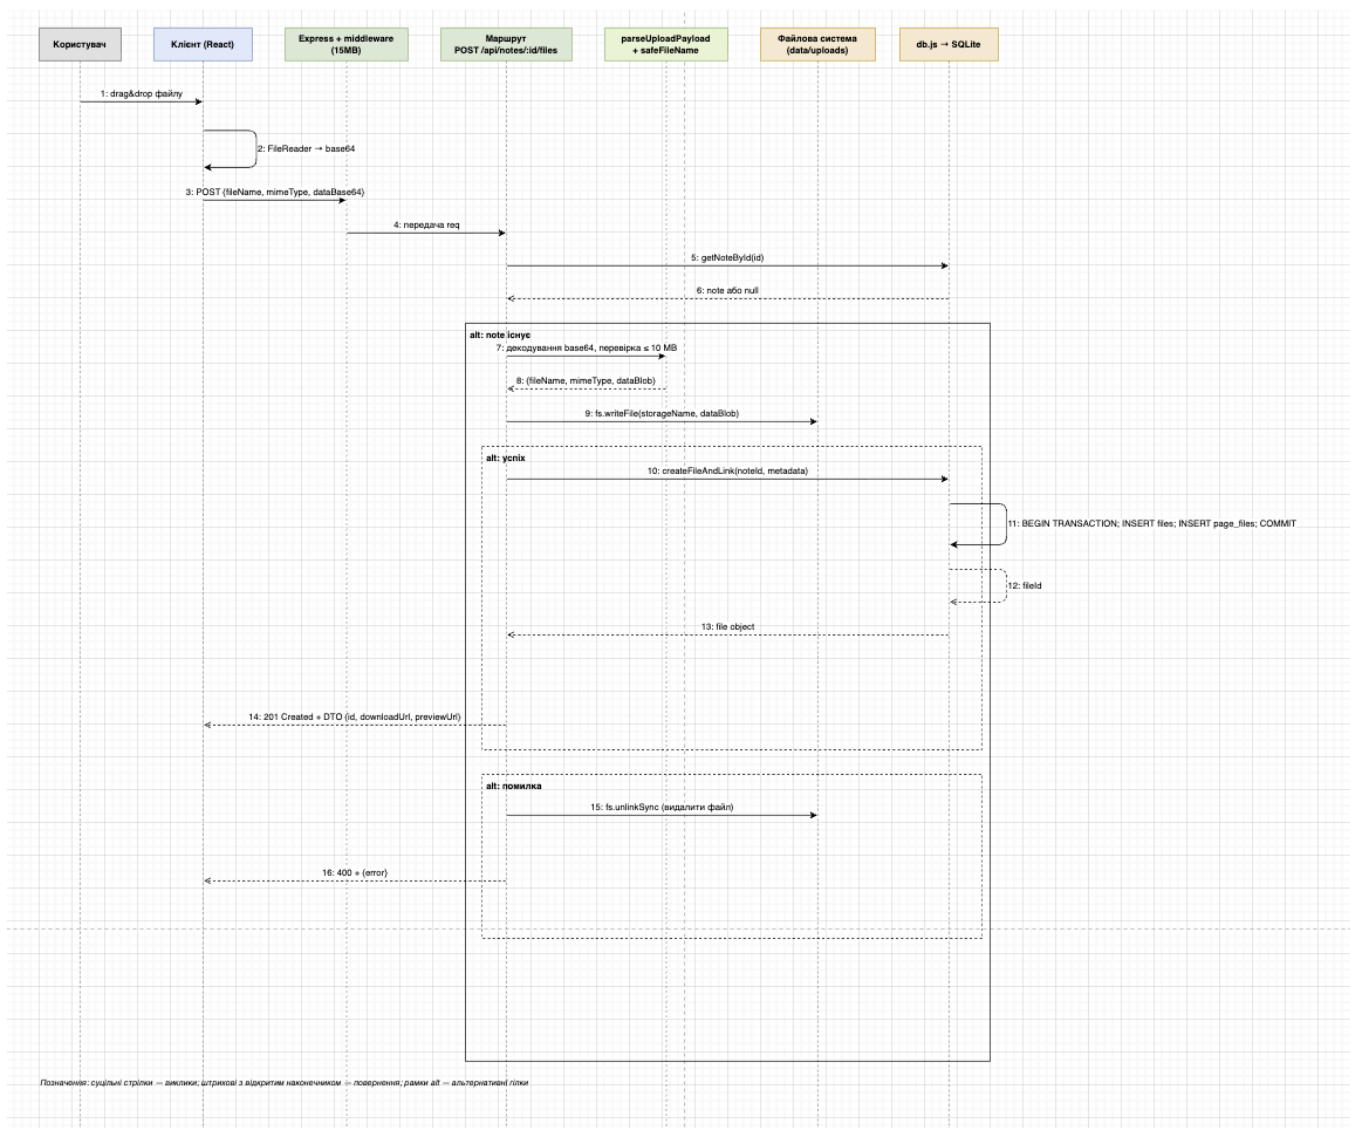 Користувач
Клієнт (React)
Express + middleware
(15MB)
Маршрут
POST /api/notes/:id/files
parseUploadPayload
+ safeFileName
Файлова система
(data/uploads)
db.js → SQLite
1: drag&drop файлу
2: FileReader → base64
3: POST {fileName, mimeType, dataBase64}
4: передача req
5: getNoteById(id)
6: note або null
alt: note існує
7: декодування base64, перевірка ≤ 10 MB
8: {fileName, mimeType, dataBlob}
9: fs.writeFile(storageName, dataBlob)
alt: успіх
10: createFileAndLink(noteId, metadata)
11: BEGIN TRANSACTION; INSERT files; INSERT page_files; COMMIT
12: fileId
13: file object
14: 201 Created + DTO (id, downloadUrl, previewUrl)
alt: помилка
15: fs.unlinkSync (видалити файл)
16: 400 + {error}
Позначення: суцільні стрілки — виклики; штрихові з відкритим наконечником — повернення; рамки alt — альтернативні гілки